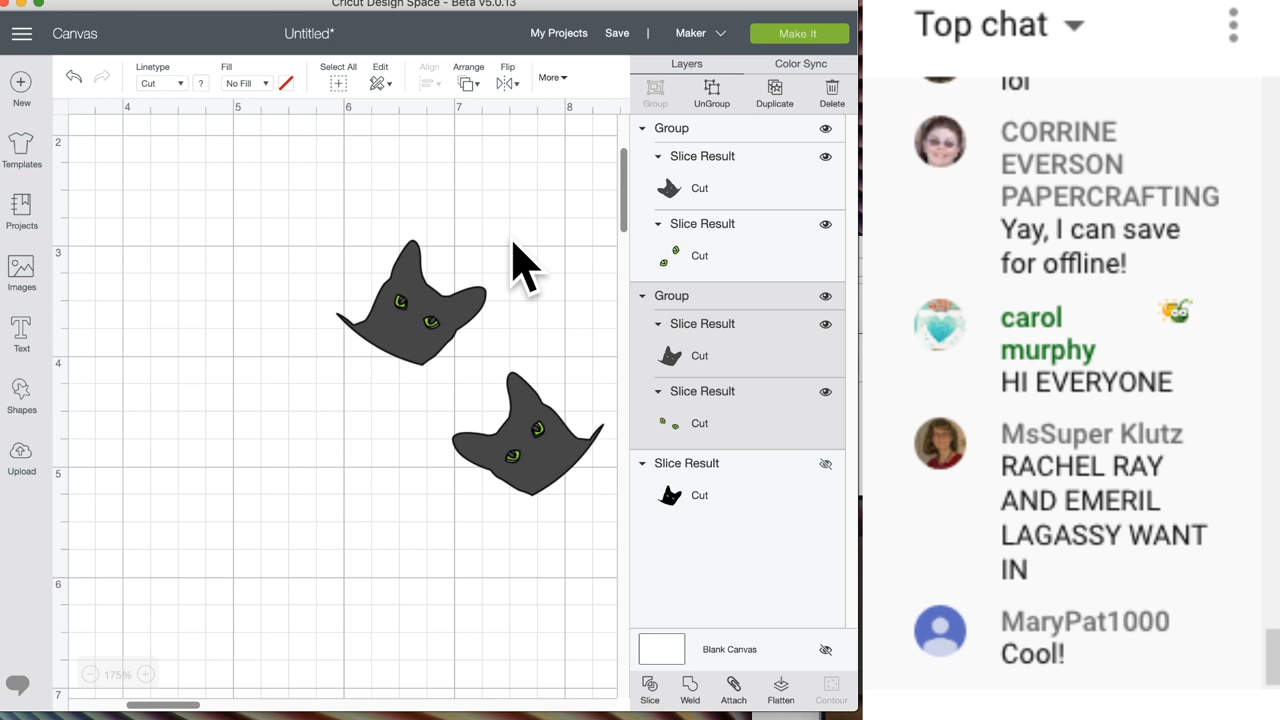 Cricut Design Space - Beta v5.0.13
Canvas
Untitled*
My Projects
Save
|
Maker
Make It
New
Templates
Projects
Images
Text
Shapes
Upload
Linetype
Cut
?
Fill
No Fill
Select All
Edit
Align
Arrange
Flip
More
4
5
6
7
8
2
3
4
5
6
7
175%
Layers
Color Sync
Group
UnGroup
Duplicate
Delete
Group
Slice Result
Cut
Slice Result
Cut
Group
Slice Result
Cut
Slice Result
Cut
Slice Result
Cut
Blank Canvas
Slice
Weld
Attach
Flatten
Contour
Top chat
lol
CORRINE
EVERSON
PAPERCRAFTING
Yay, I can save
for offline!
carol
murphy
HI EVERYONE
MsSuper Klutz
RACHEL RAY
AND EMERIL
LAGASSY WANT
IN
MaryPat1000
Cool!